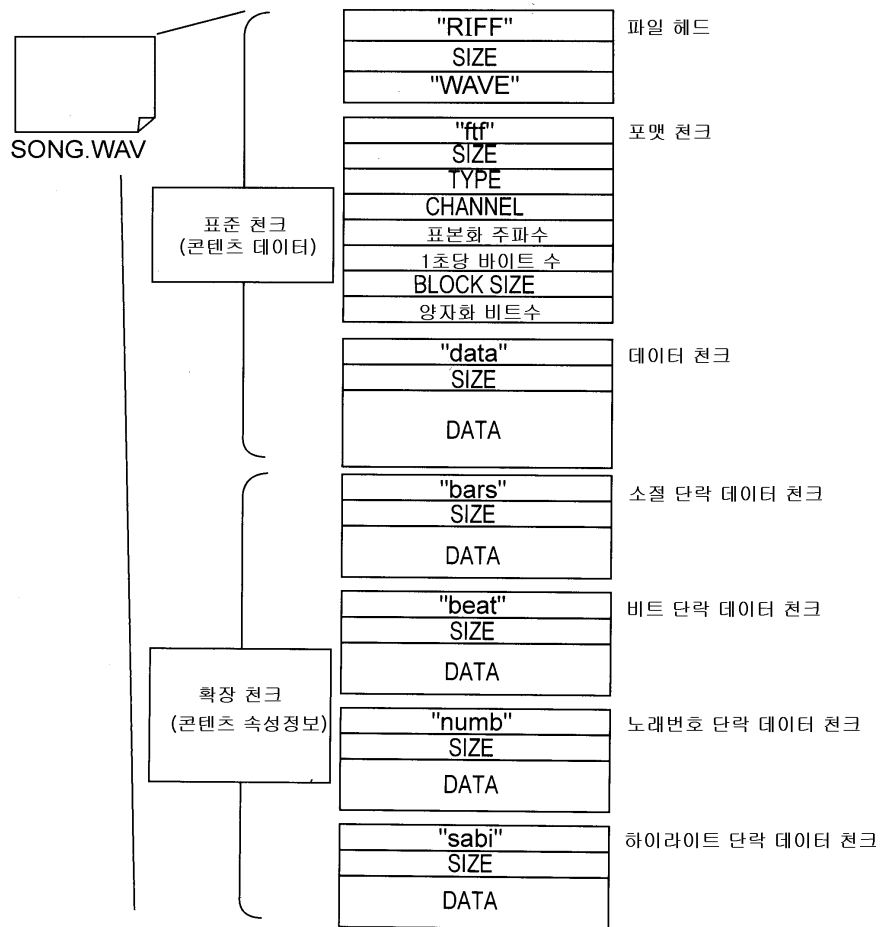 SONG.WAV
표준 천크
(콘텐츠 데이터)
"RIFF"
SIZE
"WAVE"
파일 헤드
"ftf"
SIZE
TYPE
CHANNEL
표본화 주파수
1초당 바이트 수
BLOCK SIZE
양자화 비트수
포맷 천크
"data"
SIZE
DATA
데이터 천크
확장 천크
(콘텐츠 속성정보)
"bars"
SIZE
DATA
소절 단락 데이터 천크
"beat"
SIZE
DATA
비트 단락 데이터 천크
"numb"
SIZE
DATA
노래번호 단락 데이터 천크
"sabi"
SIZE
DATA
하이라이트 단락 데이터 천크